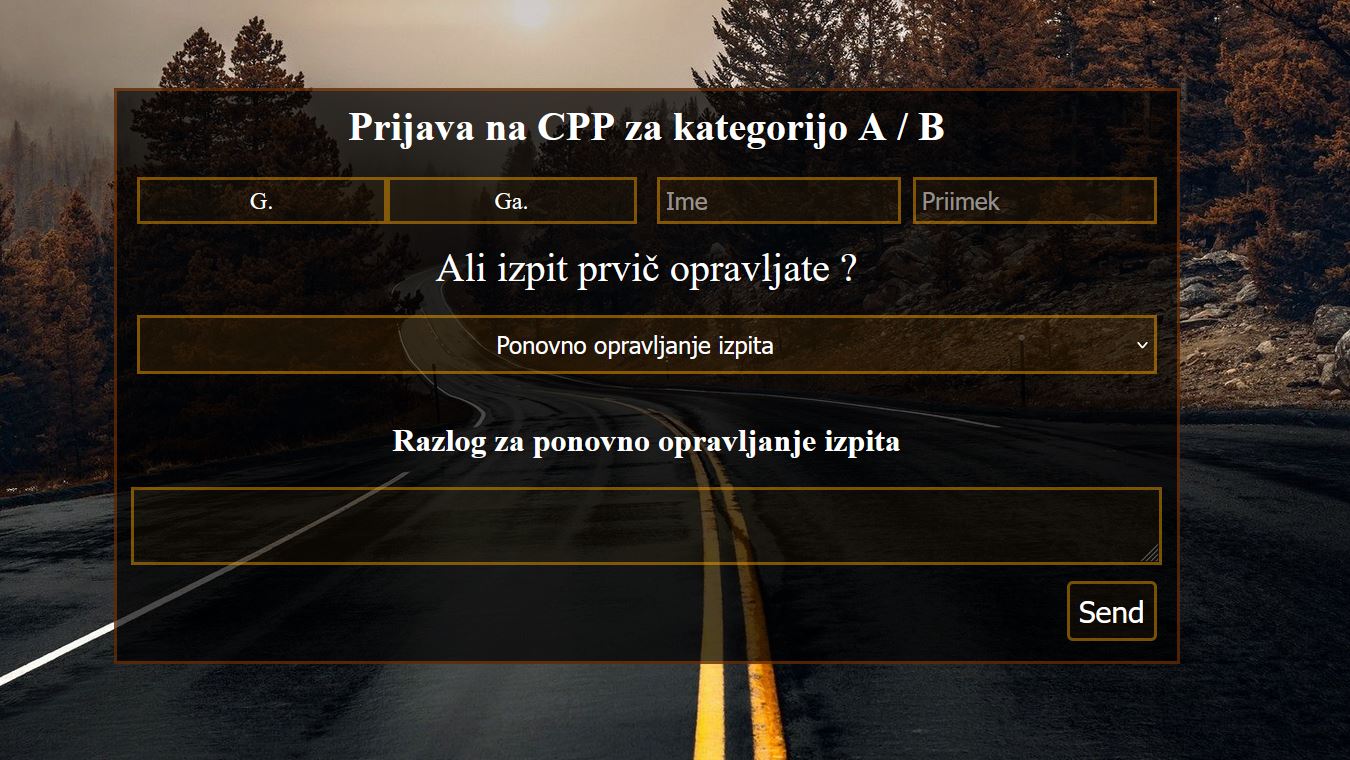 Prijava na CPP za kategorijo A / B
G. Ga. Ime Priimek
Ali izpit prvič opravljate ?
Ponovno opravljanje izpita
Razlog za ponovno opravljanje izpita
Send